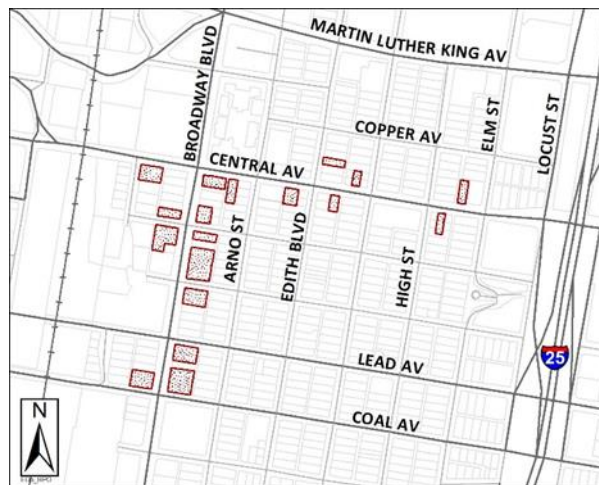 MARTIN LUTHER KING AV
BROADWAY BLVD
COPPER AV
ELM ST
LOCUST ST
CENTRAL AV
ARNO ST
EDITH BLVD
HIGH ST
LEAD AV
25
COAL AV
N